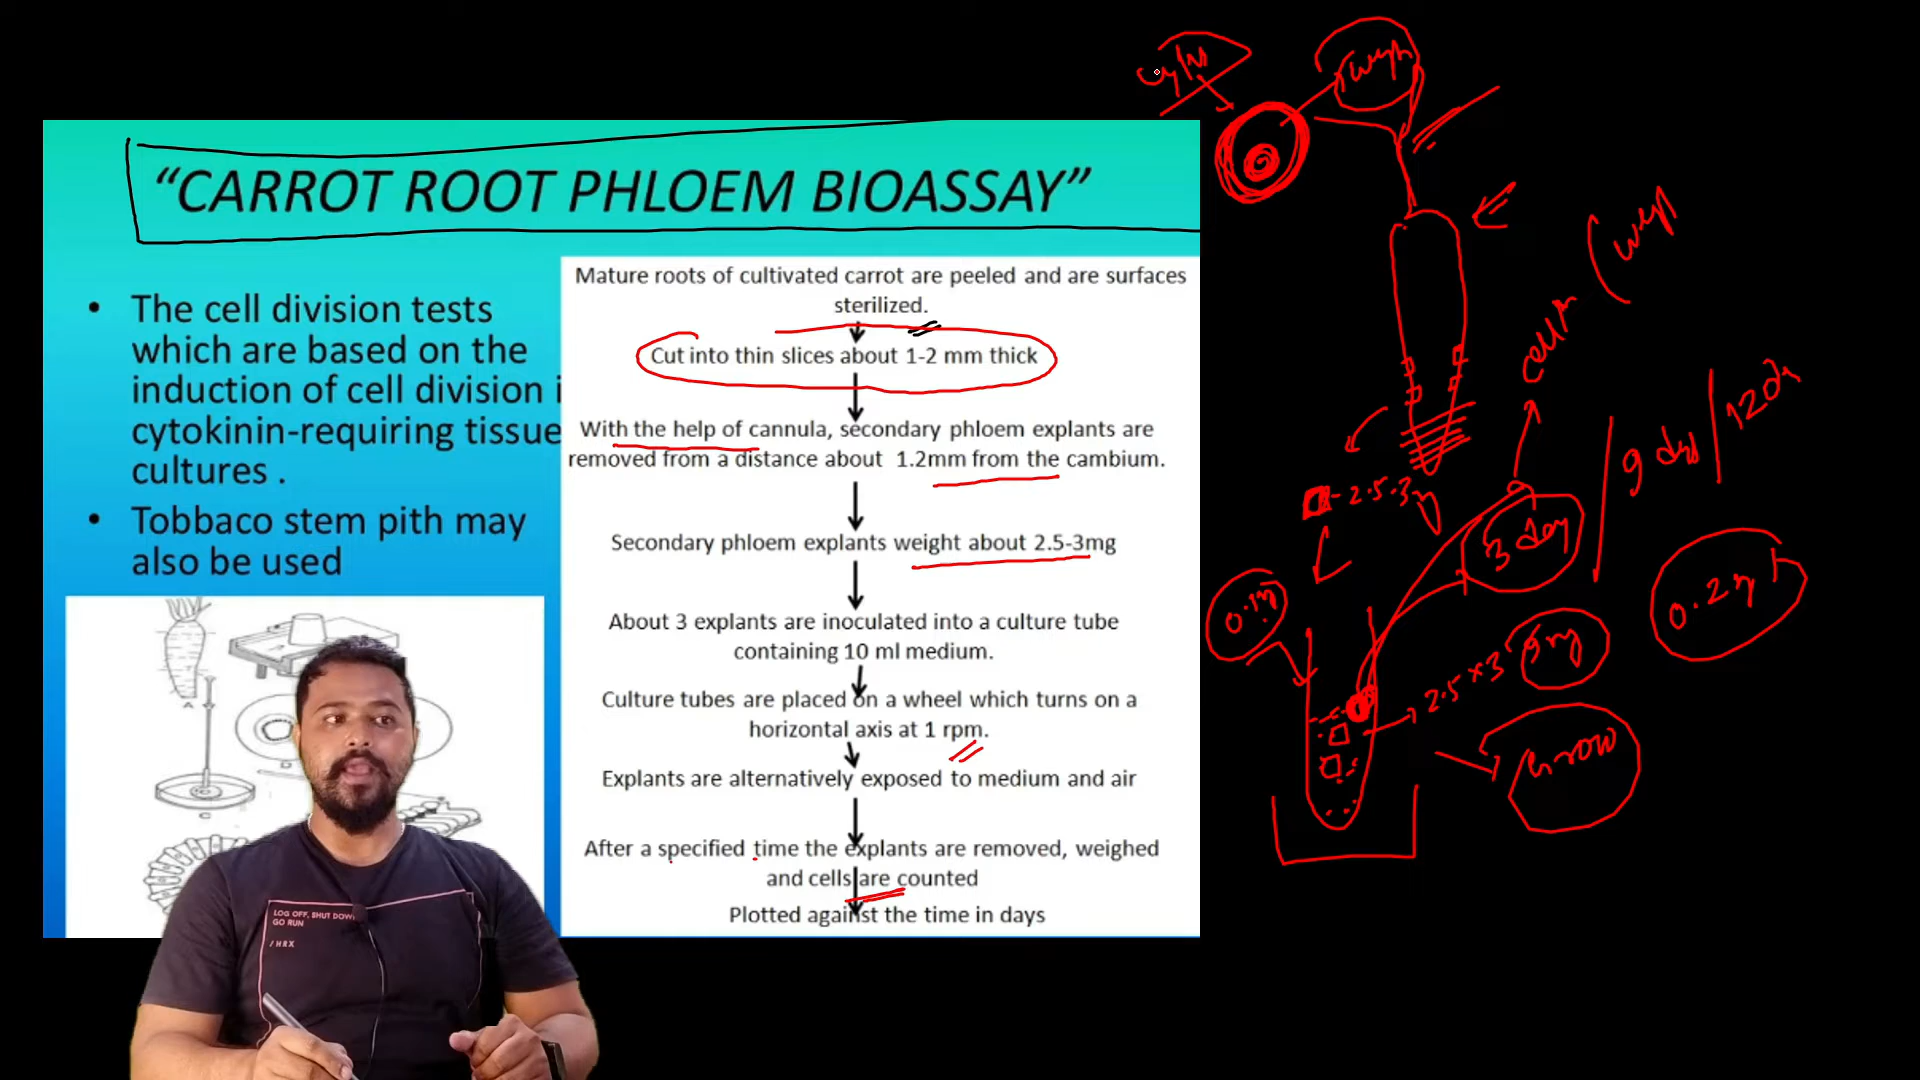 “CARROT ROOT PHLOEM BIOASSAY”
• The cell division tests
which are based on the
induction of cell division i
cytokinin-requiring tissue
cultures .
• Tobbaco stem pith may
also be used
Mature roots of cultivated carrot are peeled and are surfaces
sterilized.
Cut into thin slices about 1-2 mm thick
With the help of cannula, secondary phloem explants are
removed from a distance about 1.2mm from the cambium.
Secondary phloem explants weight about 2.5-3mg
About 3 explants are inoculated into a culture tube
containing 10 ml medium.
Culture tubes are placed on a wheel which turns on a
horizontal axis at 1 rpm.
Explants are alternatively exposed to medium and air
After a specified time the explants are removed, weighed
and cells are counted
Plotted against the time in days
A
C
LOG OFF, SHUT DOWN
GO RUN
/HRX
2.5-3
3 day
2.5x3